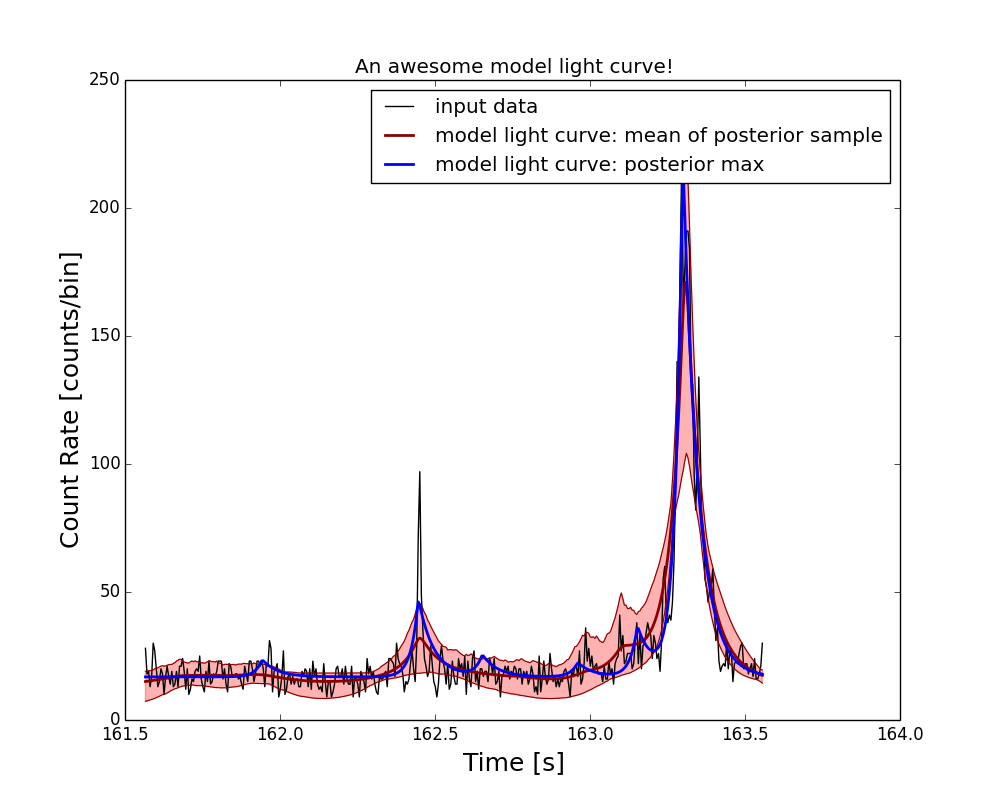 An awesome model light curve!
input data
model light curve: mean of posterior sample
model light curve: posterior max
250
200
150
100
50
0
Count Rate [counts/bin]
161.5 162.0 162.5 163.0 163.5 164.0
Time [s]